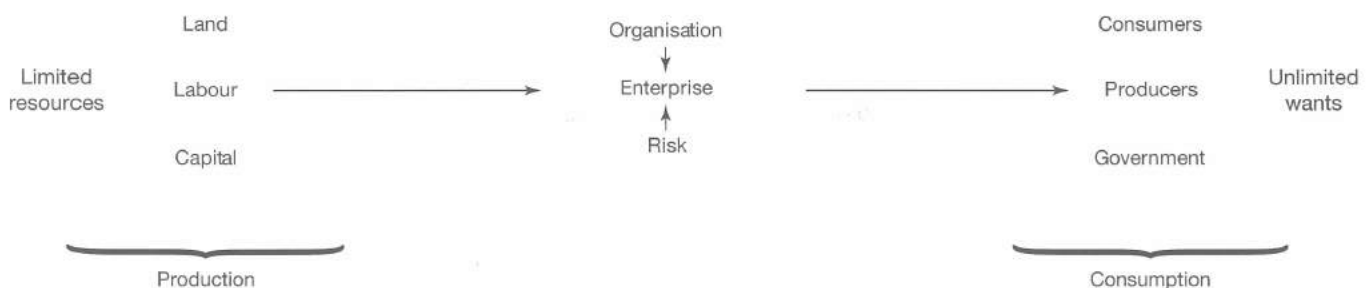 Land
Organisation
Consumers
Limited
resources
Labour
Enterprise
Producers
Unlimited
wants
Risk
Capital
Government
Production
Consumption